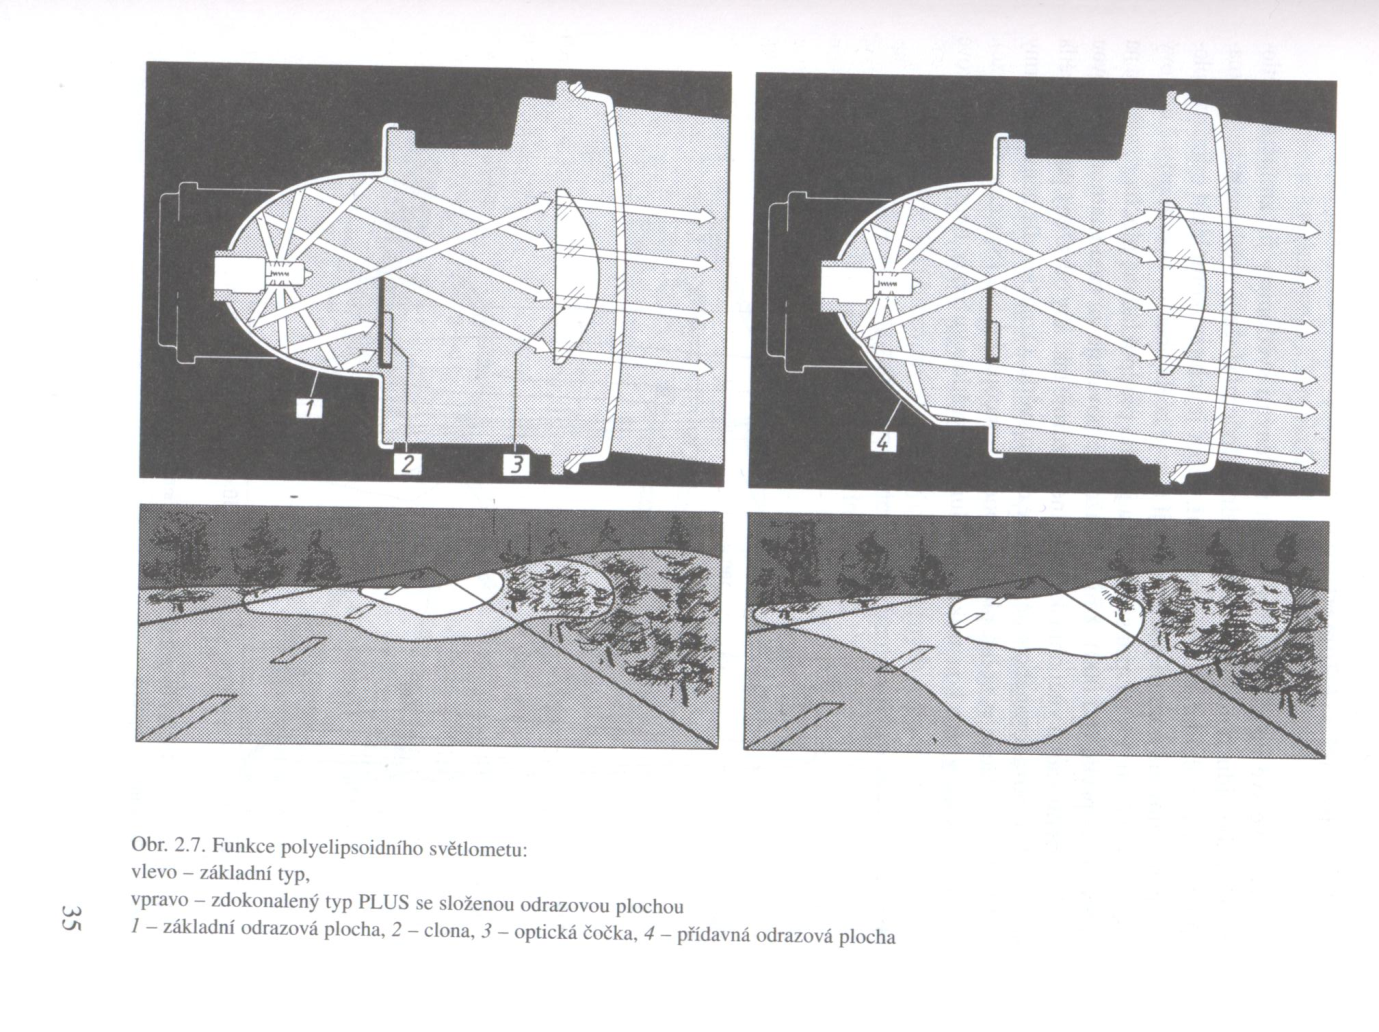 1
2
3
4
Obr. 2.7. Funkce polyelipsoidního světlometu:
vlevo – základní typ,
vpravo – zdokonalený typ PLUS se složenou odrazovou plochou
1 – základní odrazová plocha, 2 – clona, 3 – optická čočka, 4 – přídavná odrazová plocha
35